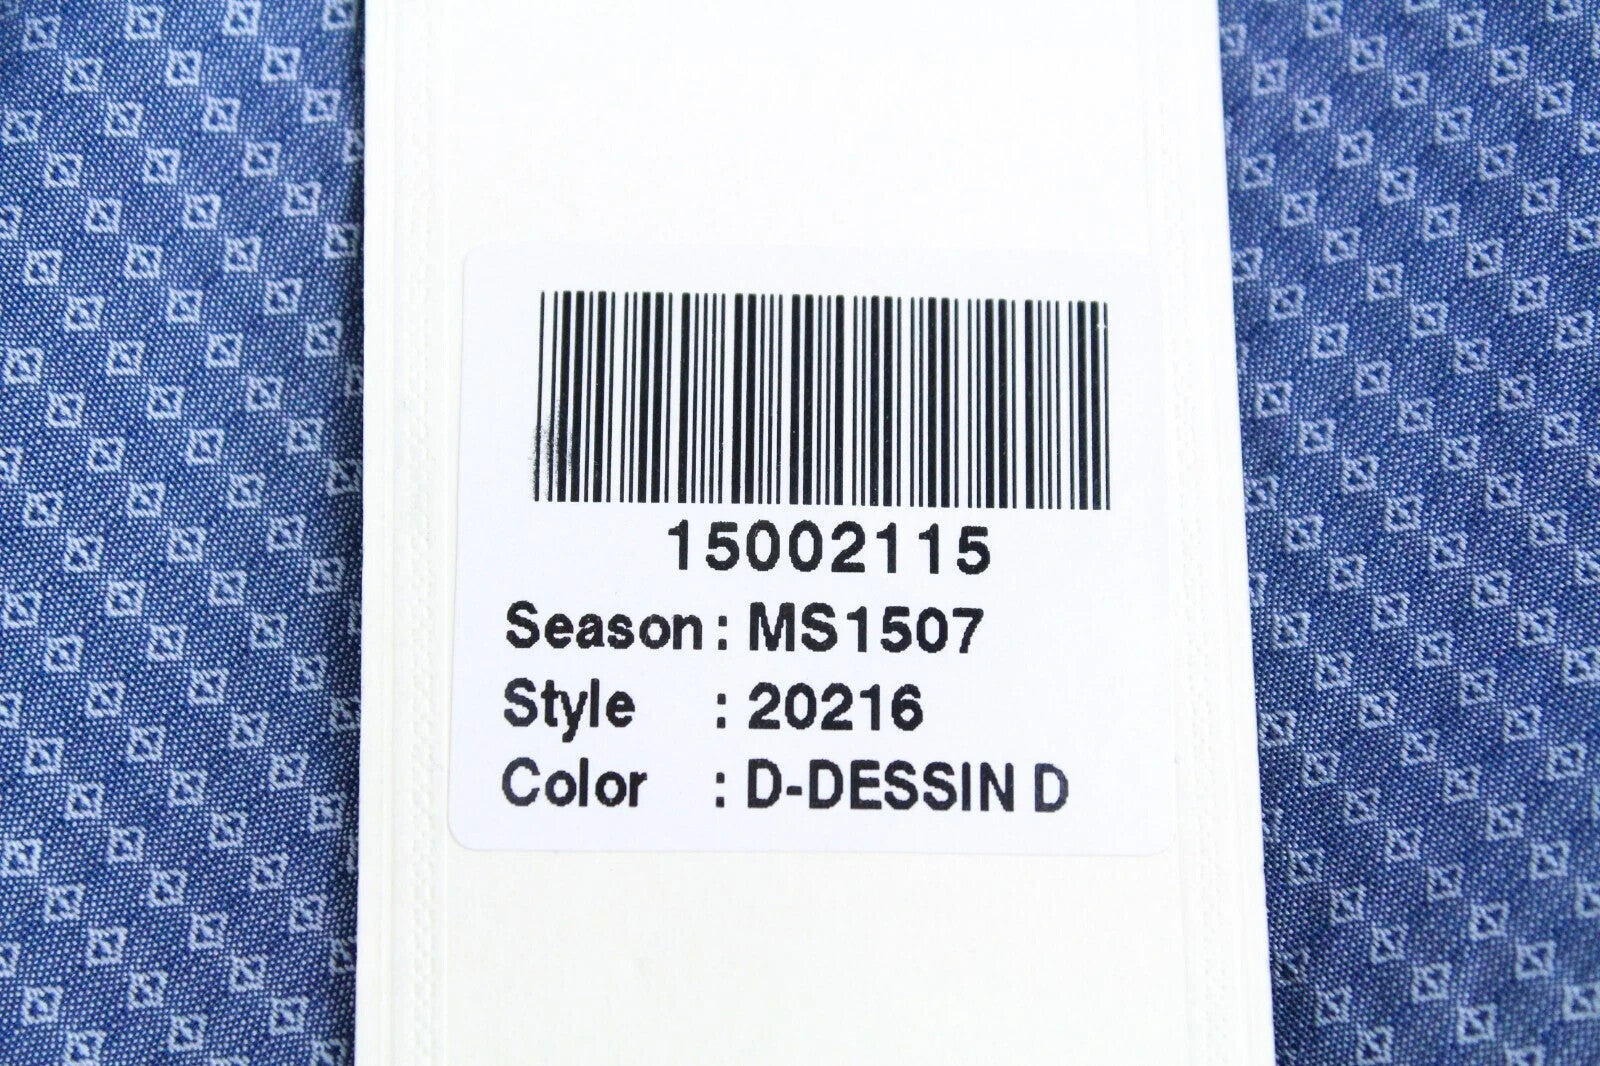 15002115
Season: MS1507
Style : 20216
Color : D-DESSIN D